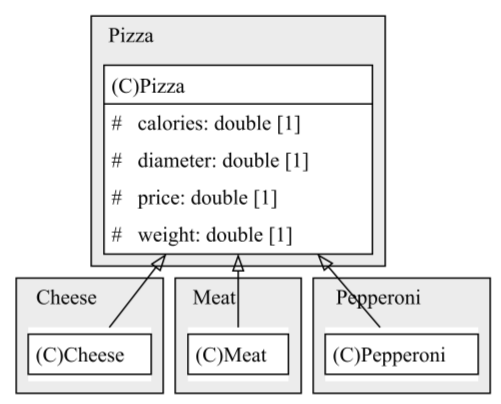 Pizza
(C)Pizza
# calories: double [1]
# diameter: double [1]
# price: double [1]
# weight: double [1]
Cheese
(C)Cheese
Meat
(C)Meat
Pepperoni
(C)Pepperoni